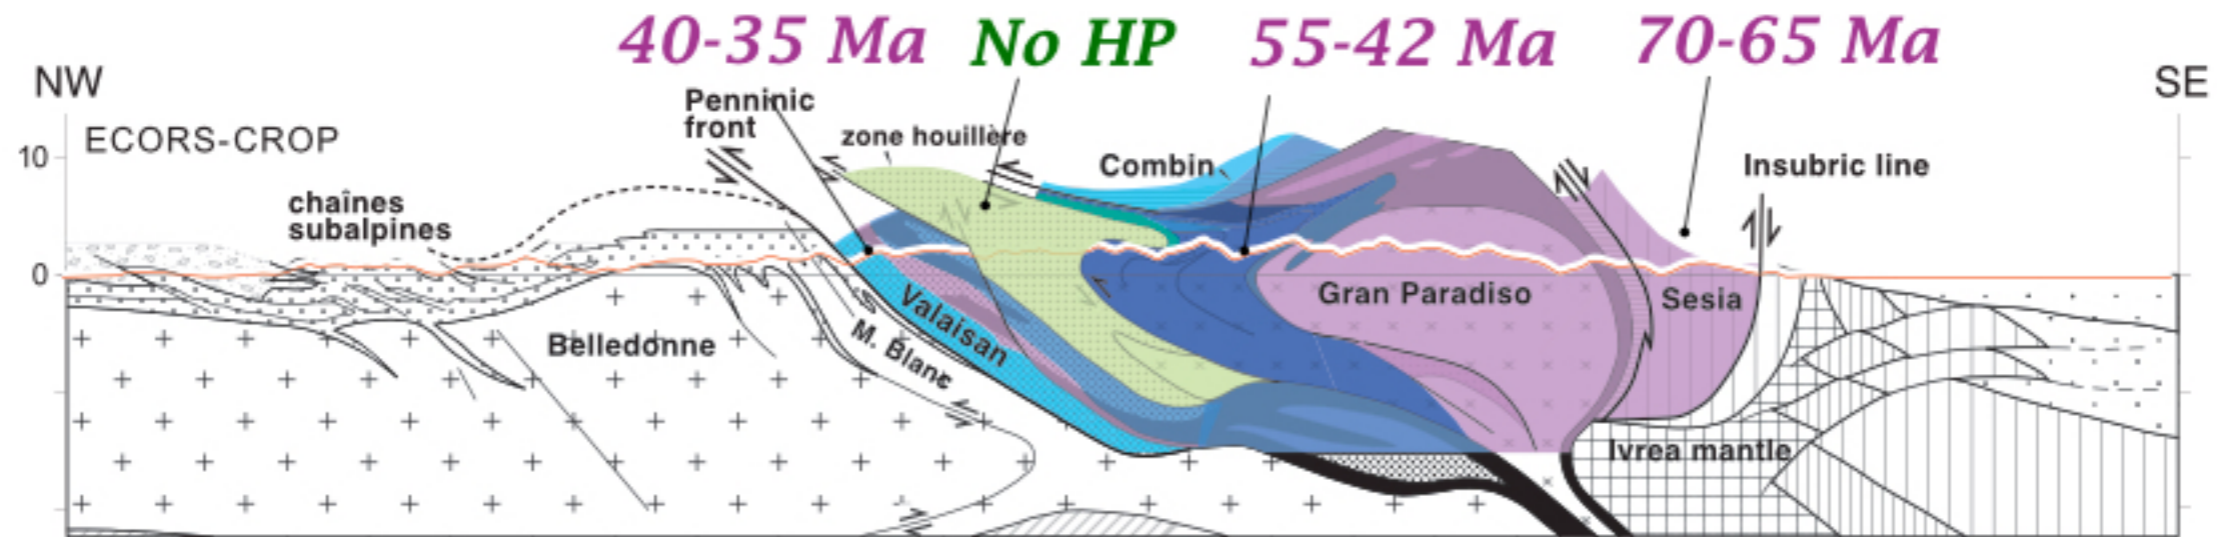 40-35 Ma No HP 55-42 Ma 70-65 Ma
NW
SE
ECORS-CROP
Penninic
front
zone houillère
Combin
Insubric line
10
chaînes
subalpines
0
Gran Paradiso
Sesia
Valaisan
Belledonne
M. Blanc
Ivrea mantle